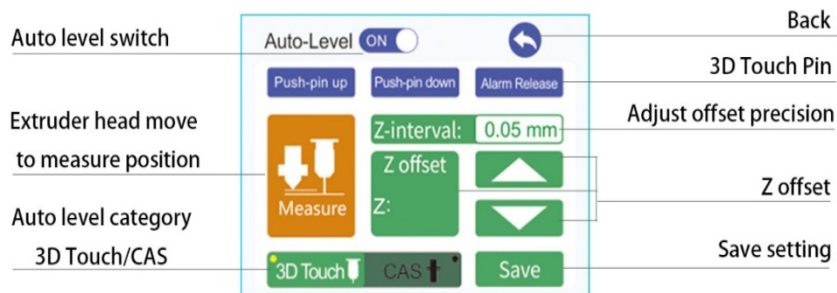 Back
Auto level switch
Auto-Level ON
3D Touch Pin
Push-pin up
Push-pin down
Alarm Release
Extruder head move
to measure position
Adjust offset precision
Z-interval:
0.05 mm
Measure
Z offset
Z:
Z offset
Auto level category
3D Touch/CAS
Save setting
3D Touch
CAS
Save